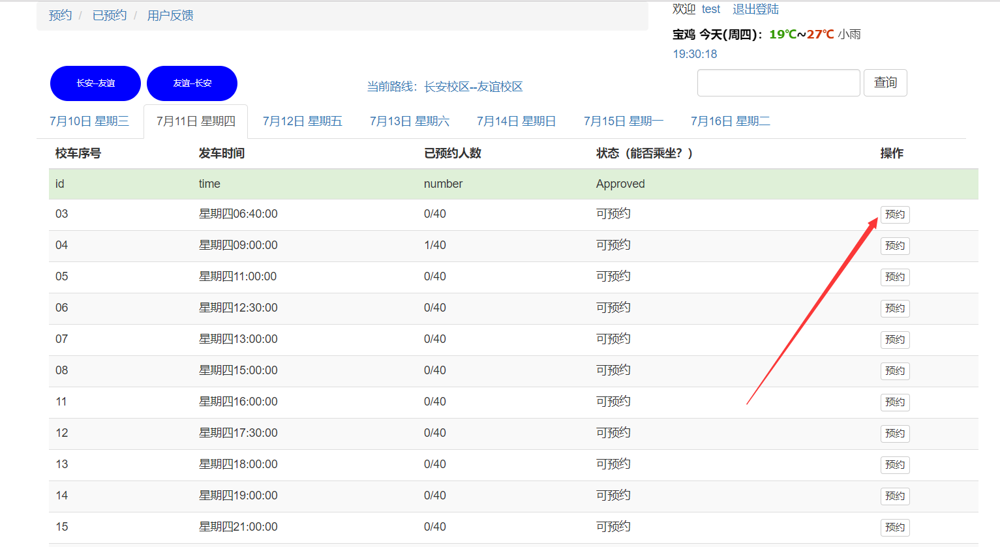 预约 / 已预约 / 用户反馈
欢迎 test 退出登陆
宝鸡 今天(周四)：19℃~27℃ 小雨
19:30:18
长安--友谊 友谊--长安 当前路线：长安校区--友谊校区 查询
7月10日 星期三 7月11日 星期四 7月12日 星期五 7月13日 星期六 7月14日 星期日 7月15日 星期一 7月16日 星期二
校车序号 发车时间 已预约人数 状态（能否乘坐？） 操作
id time number Approved
03 星期四06:40:00 0/40 可预约 预约
04 星期四09:00:00 1/40 可预约 预约
05 星期四11:00:00 0/40 可预约 预约
06 星期四12:30:00 0/40 可预约 预约
07 星期四13:00:00 0/40 可预约 预约
08 星期四15:00:00 0/40 可预约 预约
11 星期四16:00:00 0/40 可预约 预约
12 星期四17:30:00 0/40 可预约 预约
13 星期四18:00:00 0/40 可预约 预约
14 星期四19:00:00 0/40 可预约 预约
15 星期四21:00:00 0/40 可预约 预约